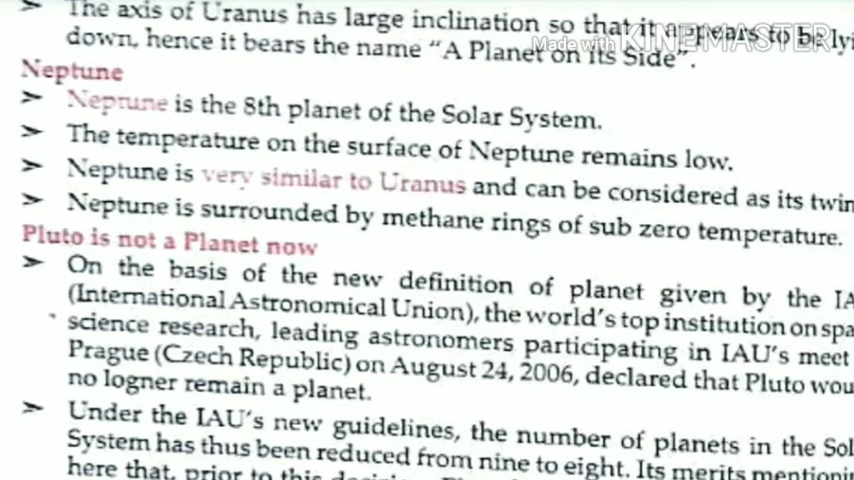 The axis of Uranus has large inclination so that it appears to be lyi
down, hence it bears the name "A Planet on its Side".
Made with KINEMASTER
Neptune
➤ Neptune is the 8th planet of the Solar System.
➤ The temperature on the surface of Neptune remains low.
➤ Neptune is very similar to Uranus and can be considered as its twin
➤ Neptune is surrounded by methane rings of sub zero temperature.
Pluto is not a Planet now
➤ On the basis of the new definition of planet given by the IA
(International Astronomical Union), the world's top institution on spa
science research, leading astronomers participating in IAU's meet
Prague (Czech Republic) on August 24, 2006, declared that Pluto wou
no logner remain a planet.
➤ Under the IAU's new guidelines, the number of planets in the Sol
System has thus been reduced from nine to eight. Its merits mentionin
here that, prior to this